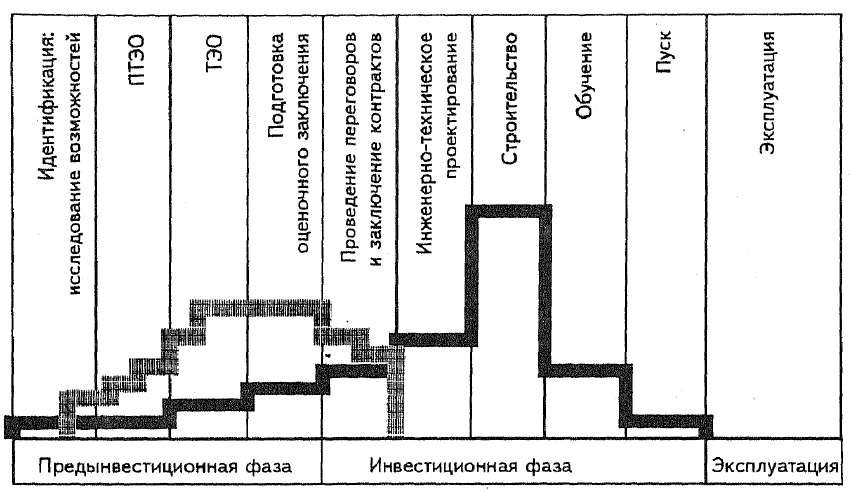 Идентификация:
исследование возможностей
ПТЭО
ТЭО
Подготовка
оценочного заключения
Проведение переговоров
и заключение контрактов
Инженерно-техническое
проектирование
Строительство
Обучение
Пуск
Эксплуатация
Предынвестиционная фаза
Инвестиционная фаза
Эксплуатация